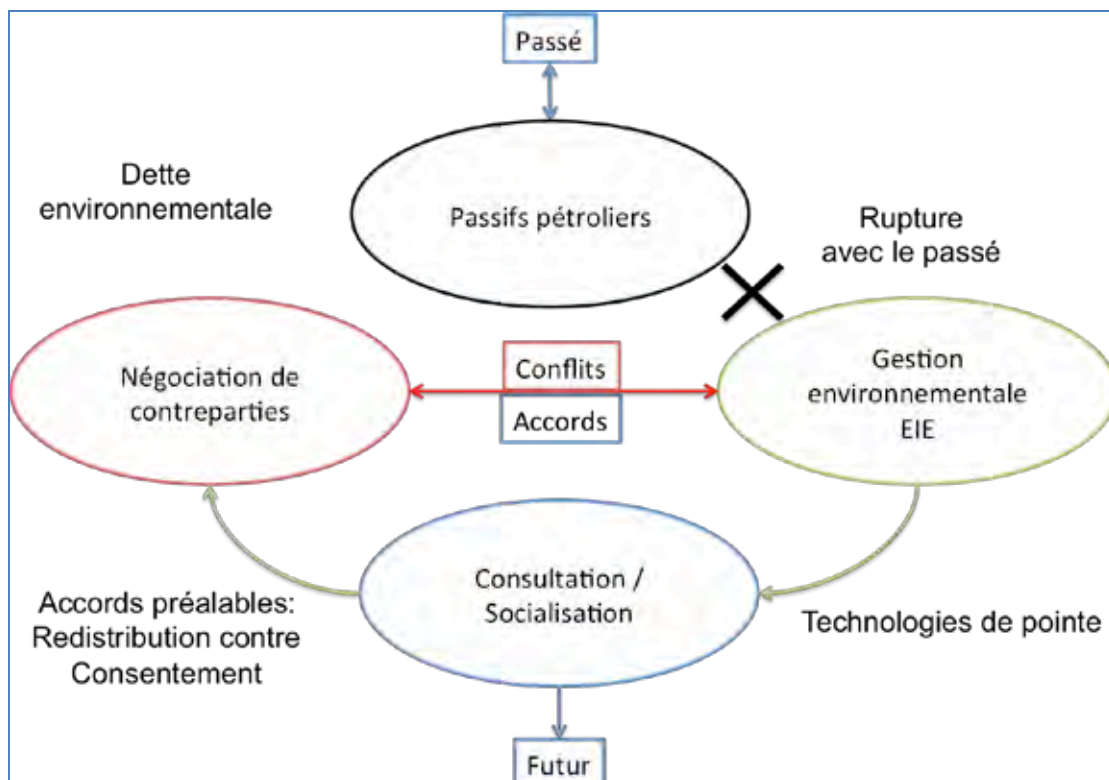 Passé
Dette
environnementale
Passifs pétroliers
Rupture
avec le passé
Négociation de
contreparties
Conflits
Accords
Gestion
environnementale
EIE
Consultation /
Socialisation
Accords préalables:
Redistribution contre
Consentement
Technologies de pointe
Futur